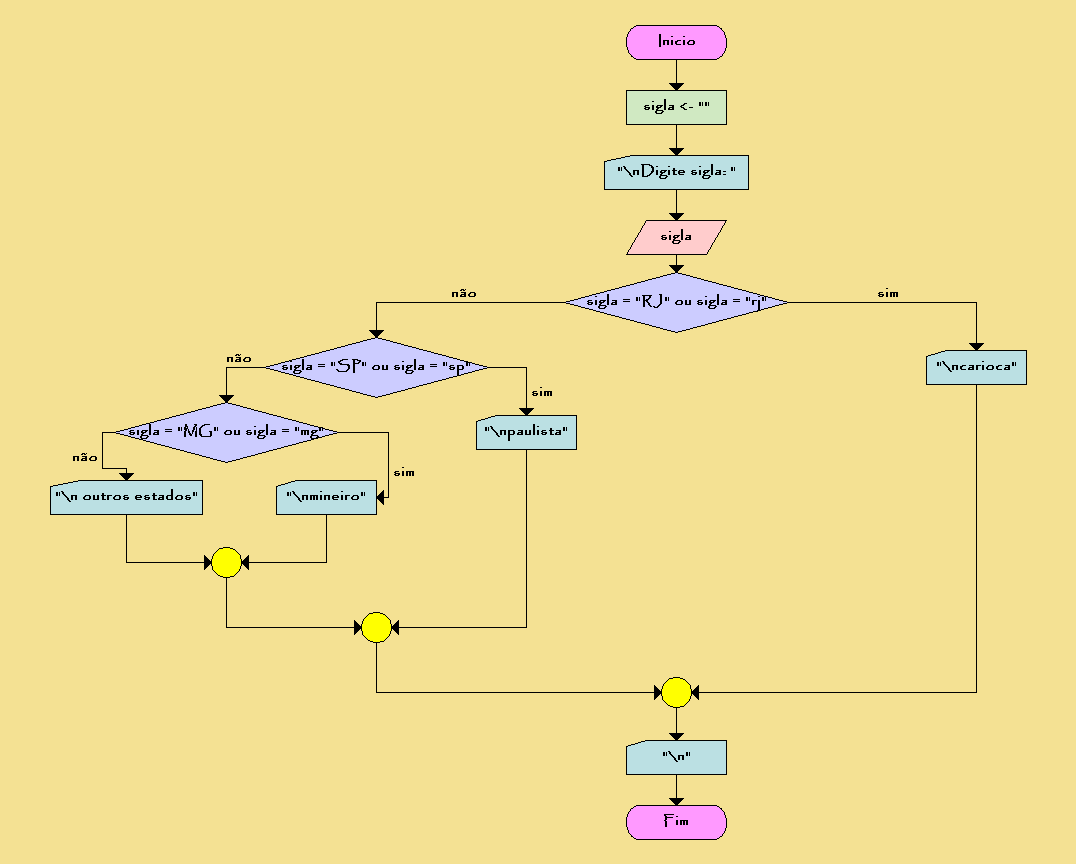 Inicio
sigla <- ""
"\nDigite sigla: "
sigla
não
sigla = "RJ" ou sigla = "rj"
sim
não
sigla = "SP" ou sigla = "sp"
sim
"\ncarioca"
não
sigla = "MG" ou sigla = "mg"
sim
"\npaulista"
"\n outros estados"
"\nmineiro"
"\n"
Fim